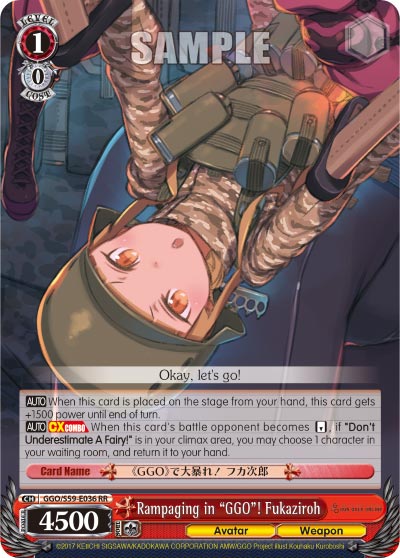 LEVEL
1
0
COST
SAMPLE
Okay, let's go!
AUTO When this card is placed on the stage from your hand, this card gets
+1500 power until end of turn.
AUTO CX COMBO When this card's battle opponent becomes [ ], if "Don't
Underestimate A Fairy!" is in your climax area, you may choose 1 character in
your waiting room, and return it to your hand.
Card Name
《GGO》で大暴れ！ フカ次郎
CH GGO/S59-E036 RR
4500
POWER
Rampaging in "GGO"! Fukaziroh
Avatar
Weapon
©2017 KEIICHI SIGSAWA/KADOKAWA CORPORATION AMW/GGO Project illust.Kouhaku Kuroboshi